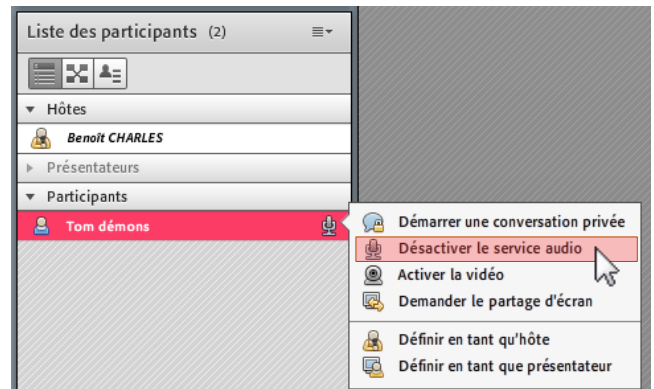 Liste des participants (2)
Hôtes
Benoît CHARLES
Présentateurs
Participants
Tom démons
Démarrer une conversation privée
Désactiver le service audio
Activer la vidéo
Demander le partage d'écran
Définir en tant qu'hôte
Définir en tant que présentateur